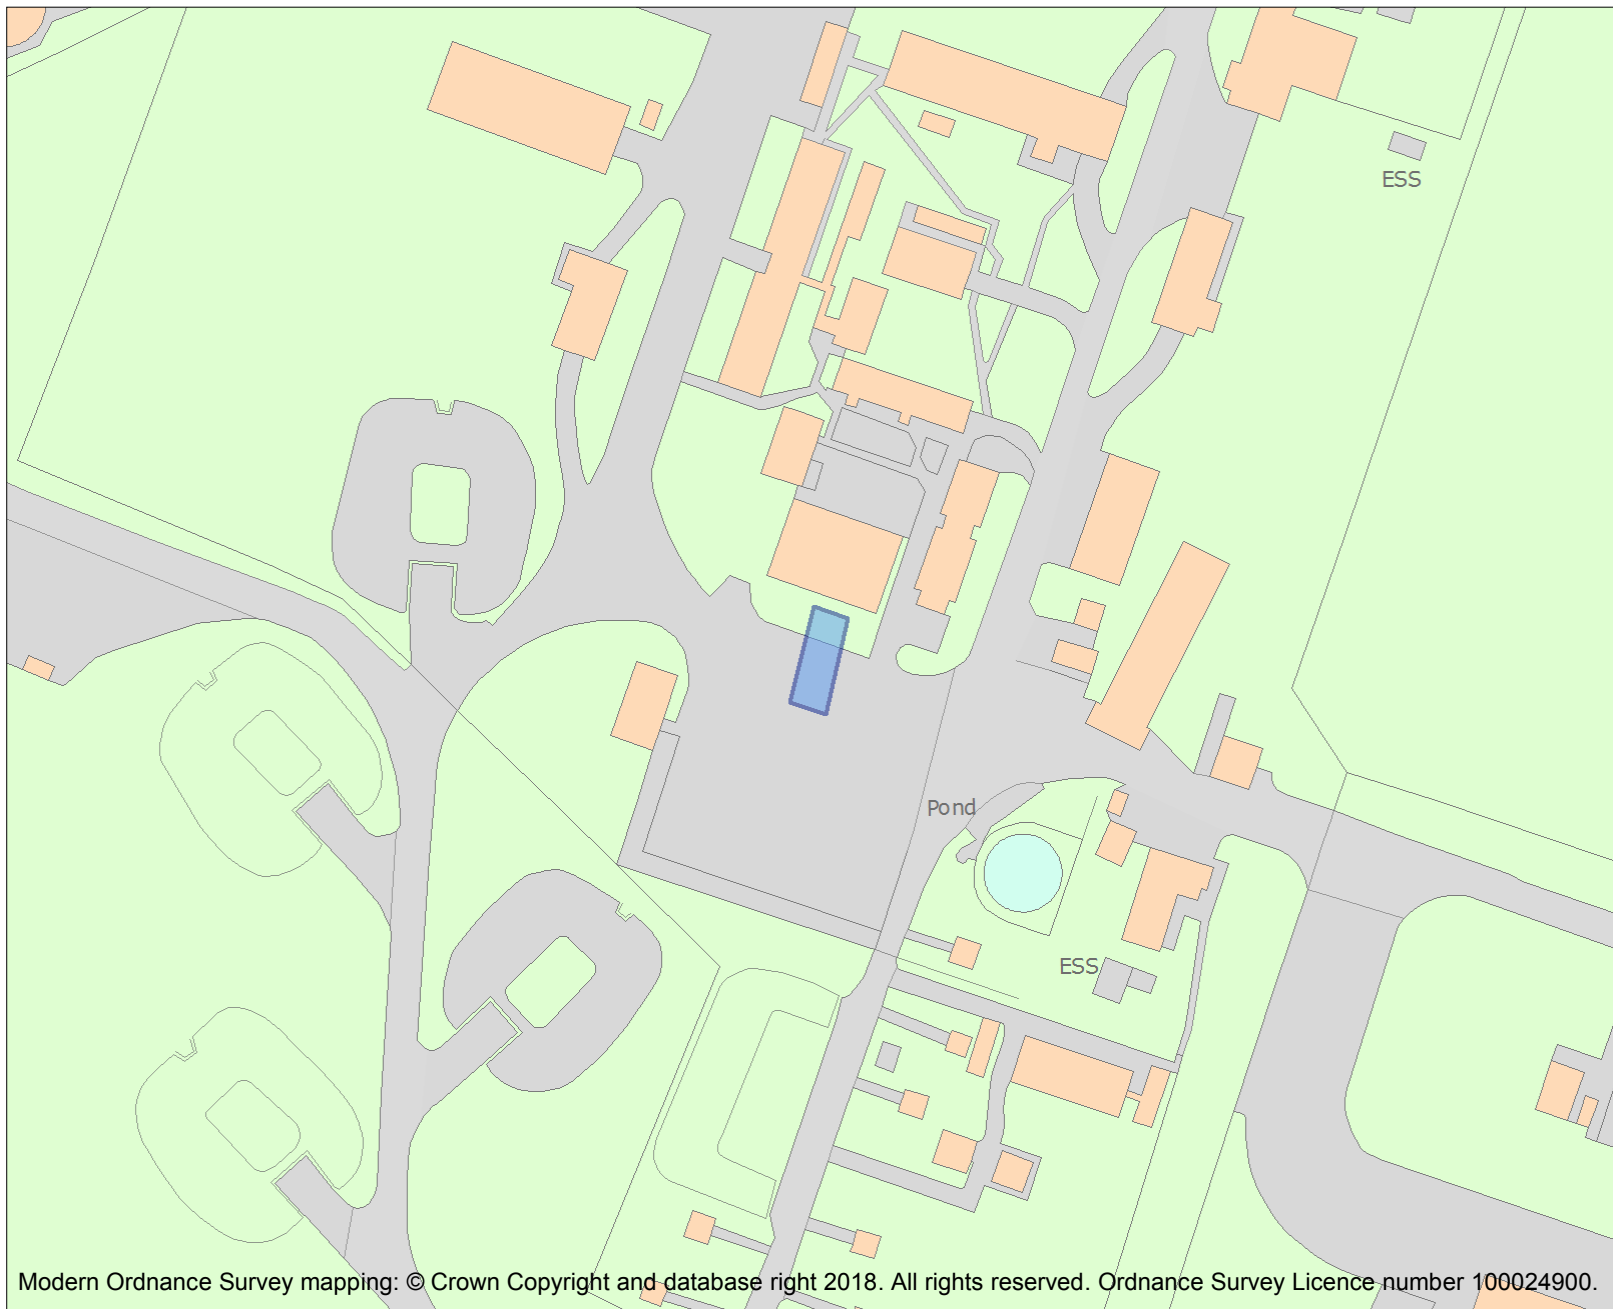 ESS
Pond
ESS
Modern Ordnance Survey mapping: © Crown Copyright and database right 2018. All rights reserved. Ordnance Survey Licence number 100024900.